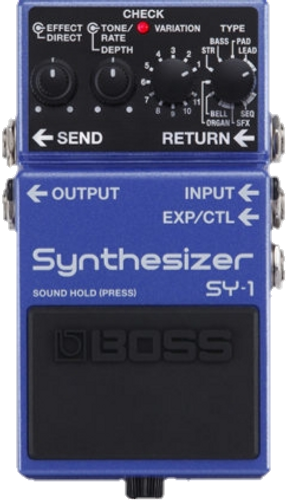 CHECK
EFFECT
DIRECT
TONE/
RATE
DEPTH
VARIATION
1 2 3 4 5 6 7 8 9 10 11
TYPE
BASS PAD
STR LEAD
BELL SEQ
ORGAN SFX
SEND RETURN
OUTPUT INPUT
EXP/CTL
Synthesizer
SOUND HOLD (PRESS) SY-1
BOSS